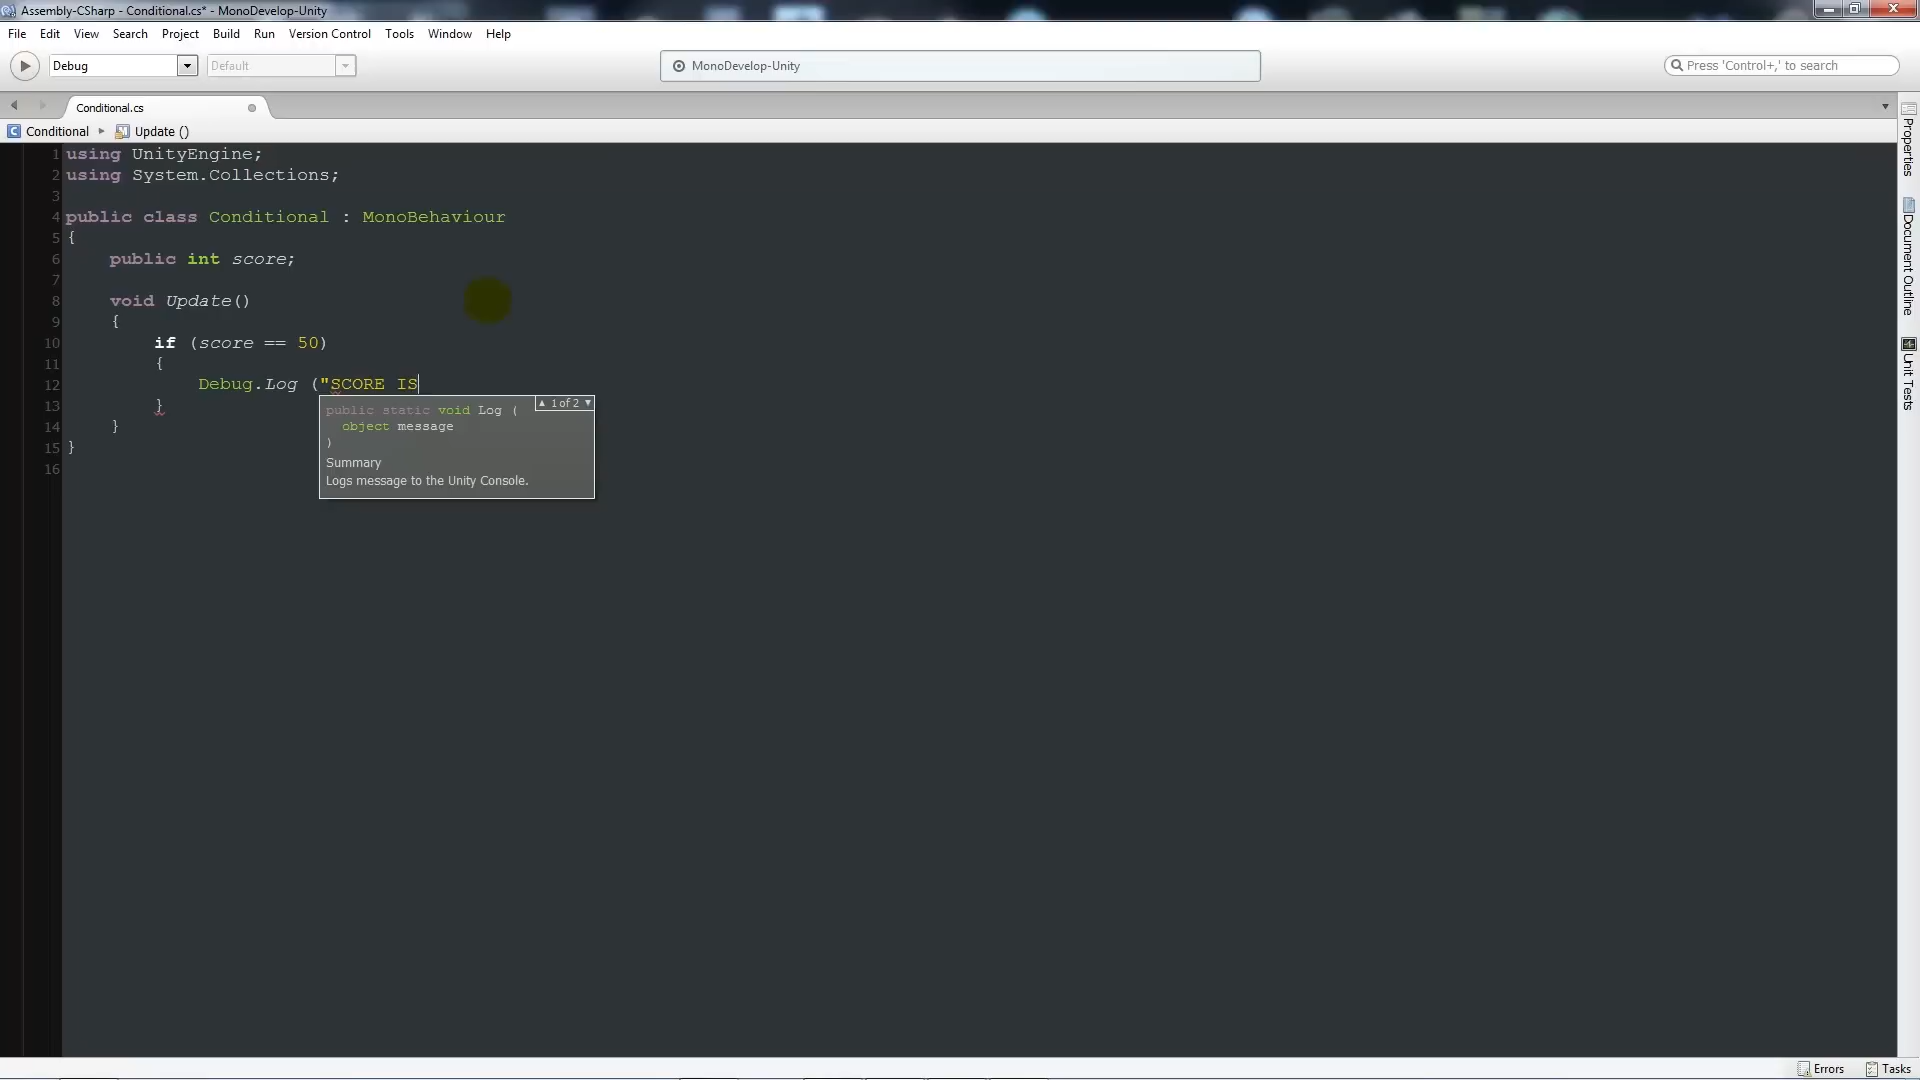 Assembly-CSharp - Conditional.cs* - MonoDevelop-Unity
File Edit View Search Project Build Run Version Control Tools Window Help
Debug Default MonoDevelop-Unity Press 'Control+,' to search
Conditional.cs
Conditional Update ()
1 using UnityEngine;
2 using System.Collections;
3
4 public class Conditional : MonoBehaviour
5 {
6 public int score;
7
8 void Update()
9 {
10 if (score == 50)
11 {
12 Debug.Log ("SCORE IS
13 }
14 }
15 }
16
1 of 2
public static void Log (
object message
)
Summary
Logs message to the Unity Console.
Properties
Document Outline
Unit Tests
Errors Tasks